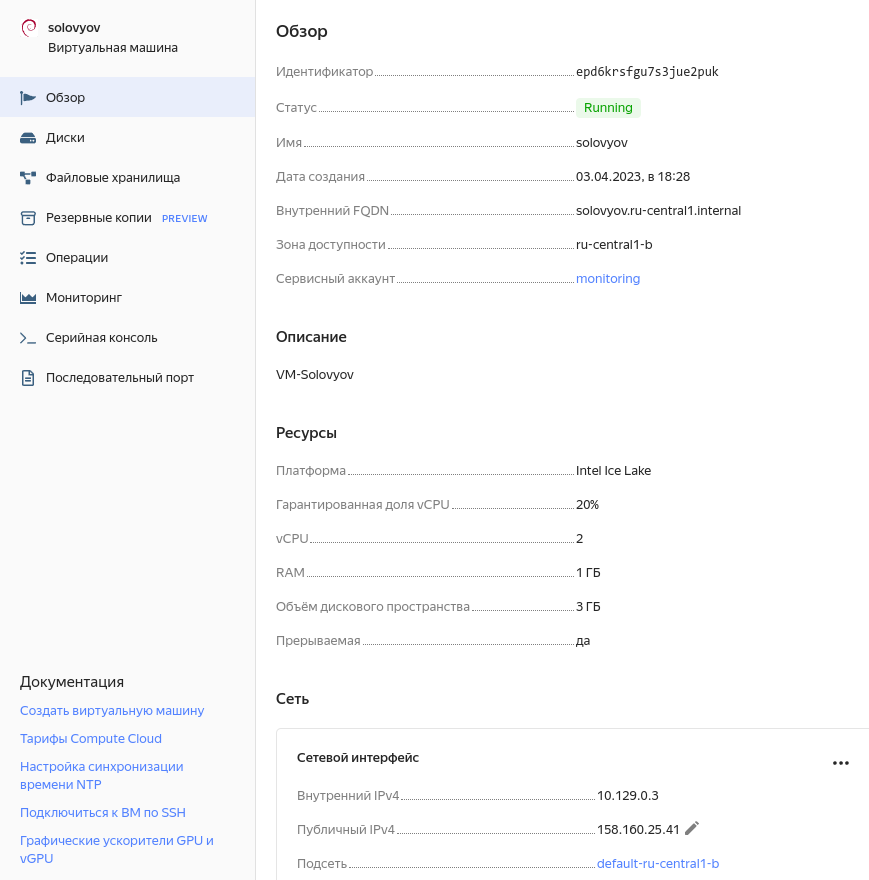 solovyov
Виртуальная машина
Обзор
Диски
Файловые хранилища
Резервные копии PREVIEW
Операции
Мониторинг
Серийная консоль
Последовательный порт
Документация
Создать виртуальную машину
Тарифы Compute Cloud
Настройка синхронизации
времени NTP
Подключиться к ВМ по SSH
Графические ускорители GPU и
vGPU
Обзор
Идентификатор epd6krsfgu7s3jue2puk
Статус Running
Имя solovyov
Дата создания 03.04.2023, в 18:28
Внутренний FQDN solovyov.ru-central1.internal
Зона доступности ru-central1-b
Сервисный аккаунт monitoring
Описание
VM-Solovyov
Ресурсы
Платформа Intel Ice Lake
Гарантированная доля vCPU 20%
vCPU 2
RAM 1 ГБ
Объём дискового пространства 3 ГБ
Прерываемая да
Сеть
Сетевой интерфейс
Внутренний IPv4 10.129.0.3
Публичный IPv4 158.160.25.41
Подсеть default-ru-central1-b